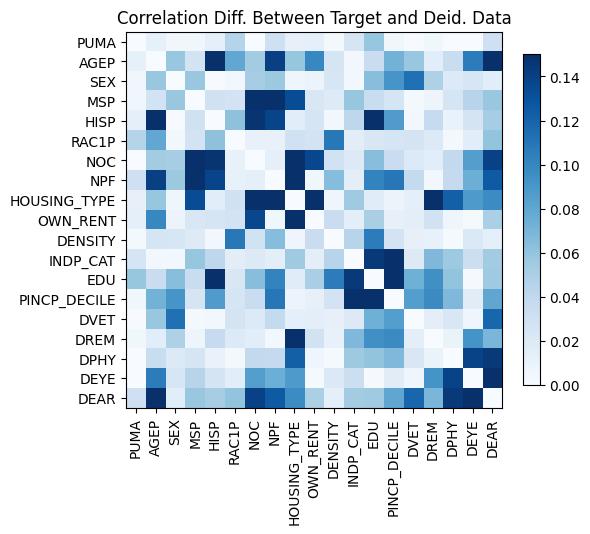 Correlation Diff. Between Target and Deid. Data
PUMA
AGEP
SEX
MSP
HISP
RAC1P
NOC
NPF
HOUSING_TYPE
OWN_RENT
DENSITY
INDP_CAT
EDU
PINCP_DECILE
DVET
DREM
DPHY
DEYE
DEAR
PUMA
AGEP
SEX
MSP
HISP
RAC1P
NOC
NPF
HOUSING_TYPE
OWN_RENT
DENSITY
INDP_CAT
EDU
PINCP_DECILE
DVET
DREM
DPHY
DEYE
DEAR
0.14
0.12
0.10
0.08
0.06
0.04
0.02
0.00